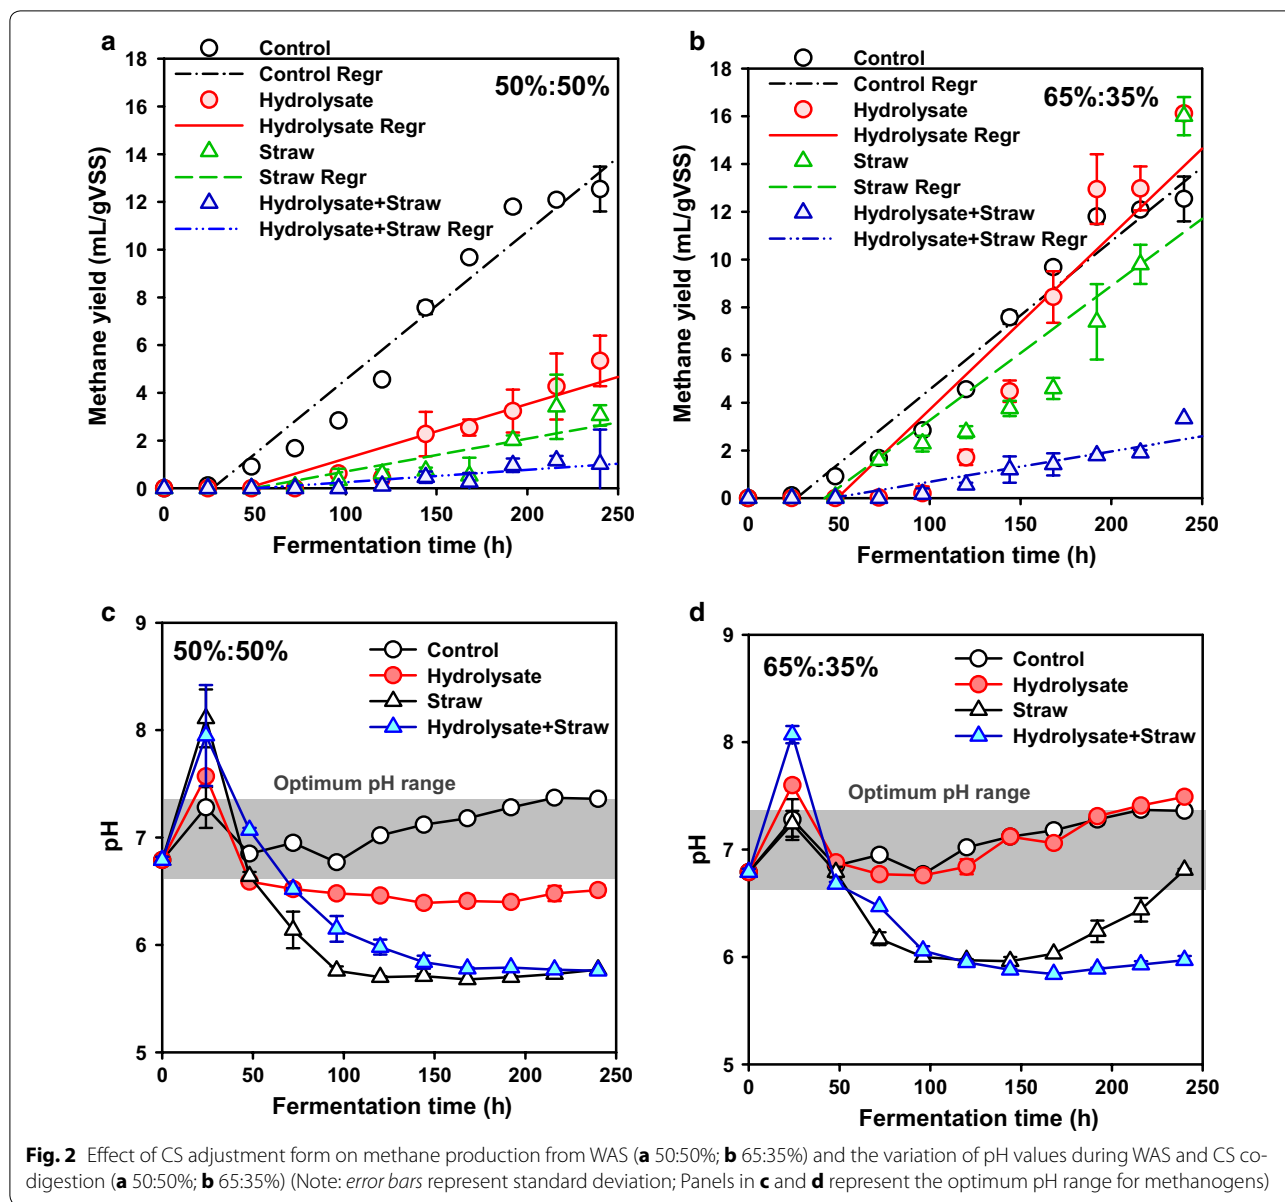 a
Control
Control Regr
Hydrolysate
Hydrolysate Regr
Straw
Straw Regr
Hydrolysate+Straw
Hydrolysate+Straw Regr
50%:50%
Methane yield (mL/gVSS)
18
16
14
12
10
8
6
4
2
0
0 50 100 150 200 250
Fermentation time (h)
b
Control
Control Regr
Hydrolysate
Hydrolysate Regr
Straw
Straw Regr
Hydrolysate+Straw
Hydrolysate+Straw Regr
65%:35%
Methane yield (mL/gVSS)
18
16
14
12
10
8
6
4
2
0
0 50 100 150 200 250
Fermentation time (h)
c
50%:50%
Control
Hydrolysate
Straw
Hydrolysate+Straw
Optimum pH range
pH
9
8
7
6
5
0 50 100 150 200 250
Fermentation time (h)
d
65%:35%
Control
Hydrolysate
Straw
Hydrolysate+Straw
Optimum pH range
pH
9
8
7
6
5
0 50 100 150 200 250
Fermentation time (h)
Fig. 2 Effect of CS adjustment form on methane production from WAS (a 50:50%; b 65:35%) and the variation of pH values during WAS and CS co-
digestion (a 50:50%; b 65:35%) (Note: error bars represent standard deviation; Panels in c and d represent the optimum pH range for methanogens)